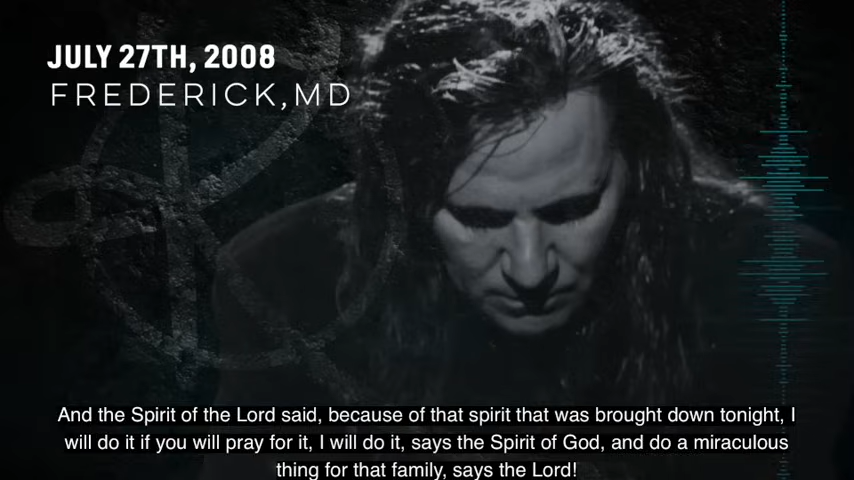 JULY 27TH, 2008
FREDERICK,MD
And the Spirit of the Lord said, because of that spirit that was brought down tonight, I
will do it if you will pray for it, I will do it, says the Spirit of God, and do a miraculous
thing for that family, says the Lord!